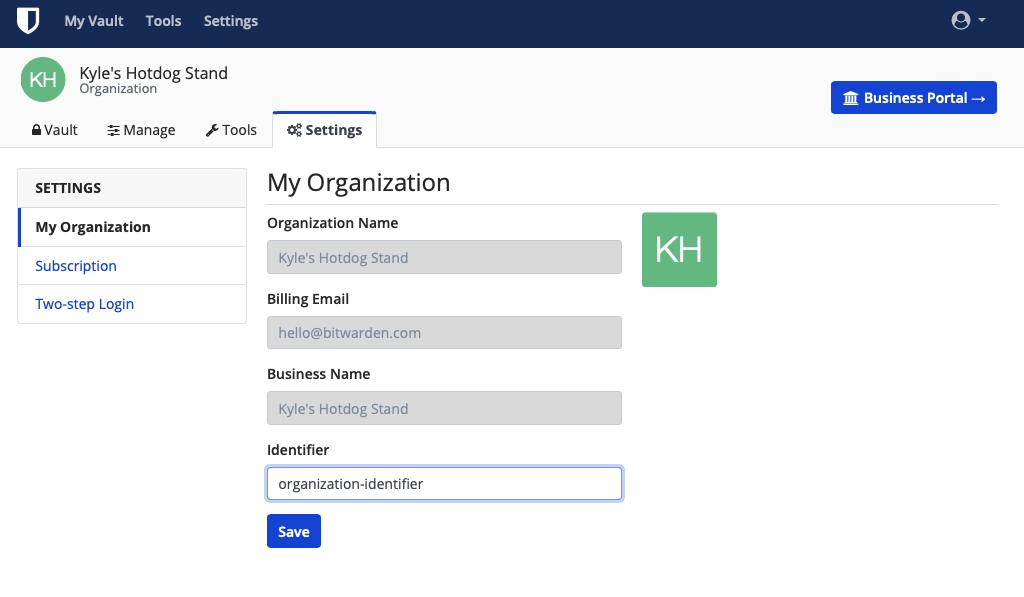 My Vault Tools Settings
KH
Kyle's Hotdog Stand
Organization
Business Portal →
Vault Manage Tools Settings
SETTINGS
My Organization
Subscription
Two-step Login
My Organization
Organization Name
Kyle's Hotdog Stand
KH
Billing Email
hello@bitwarden.com
Business Name
Kyle's Hotdog Stand
Identifier
organization-identifier
Save